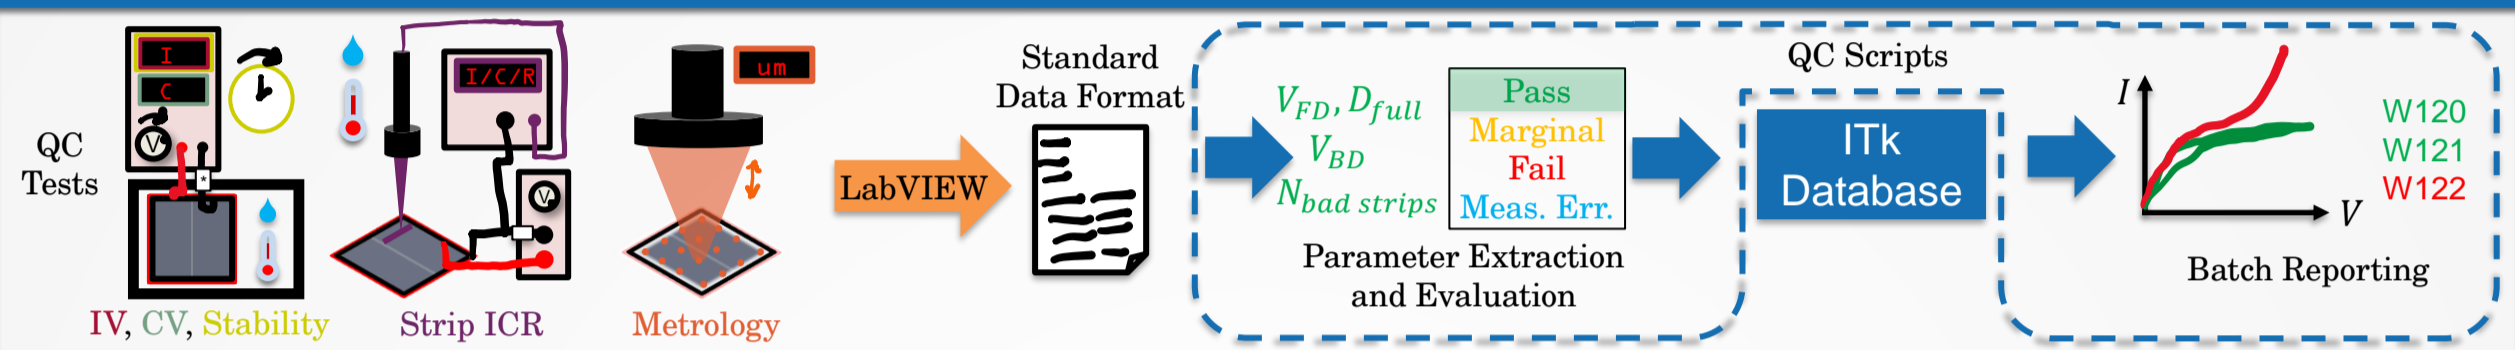 QC
Tests
I
C
V
*
IV, CV, Stability
I/C/R
V
Strip ICR
um
Metrology
LabVIEW
Standard
Data Format
V_FD, D_full
V_BD
N_bad strips
Pass
Marginal
Fail
Meas. Err.
Parameter Extraction
and Evaluation
QC Scripts
ITk
Database
I
V
W120
W121
W122
Batch Reporting